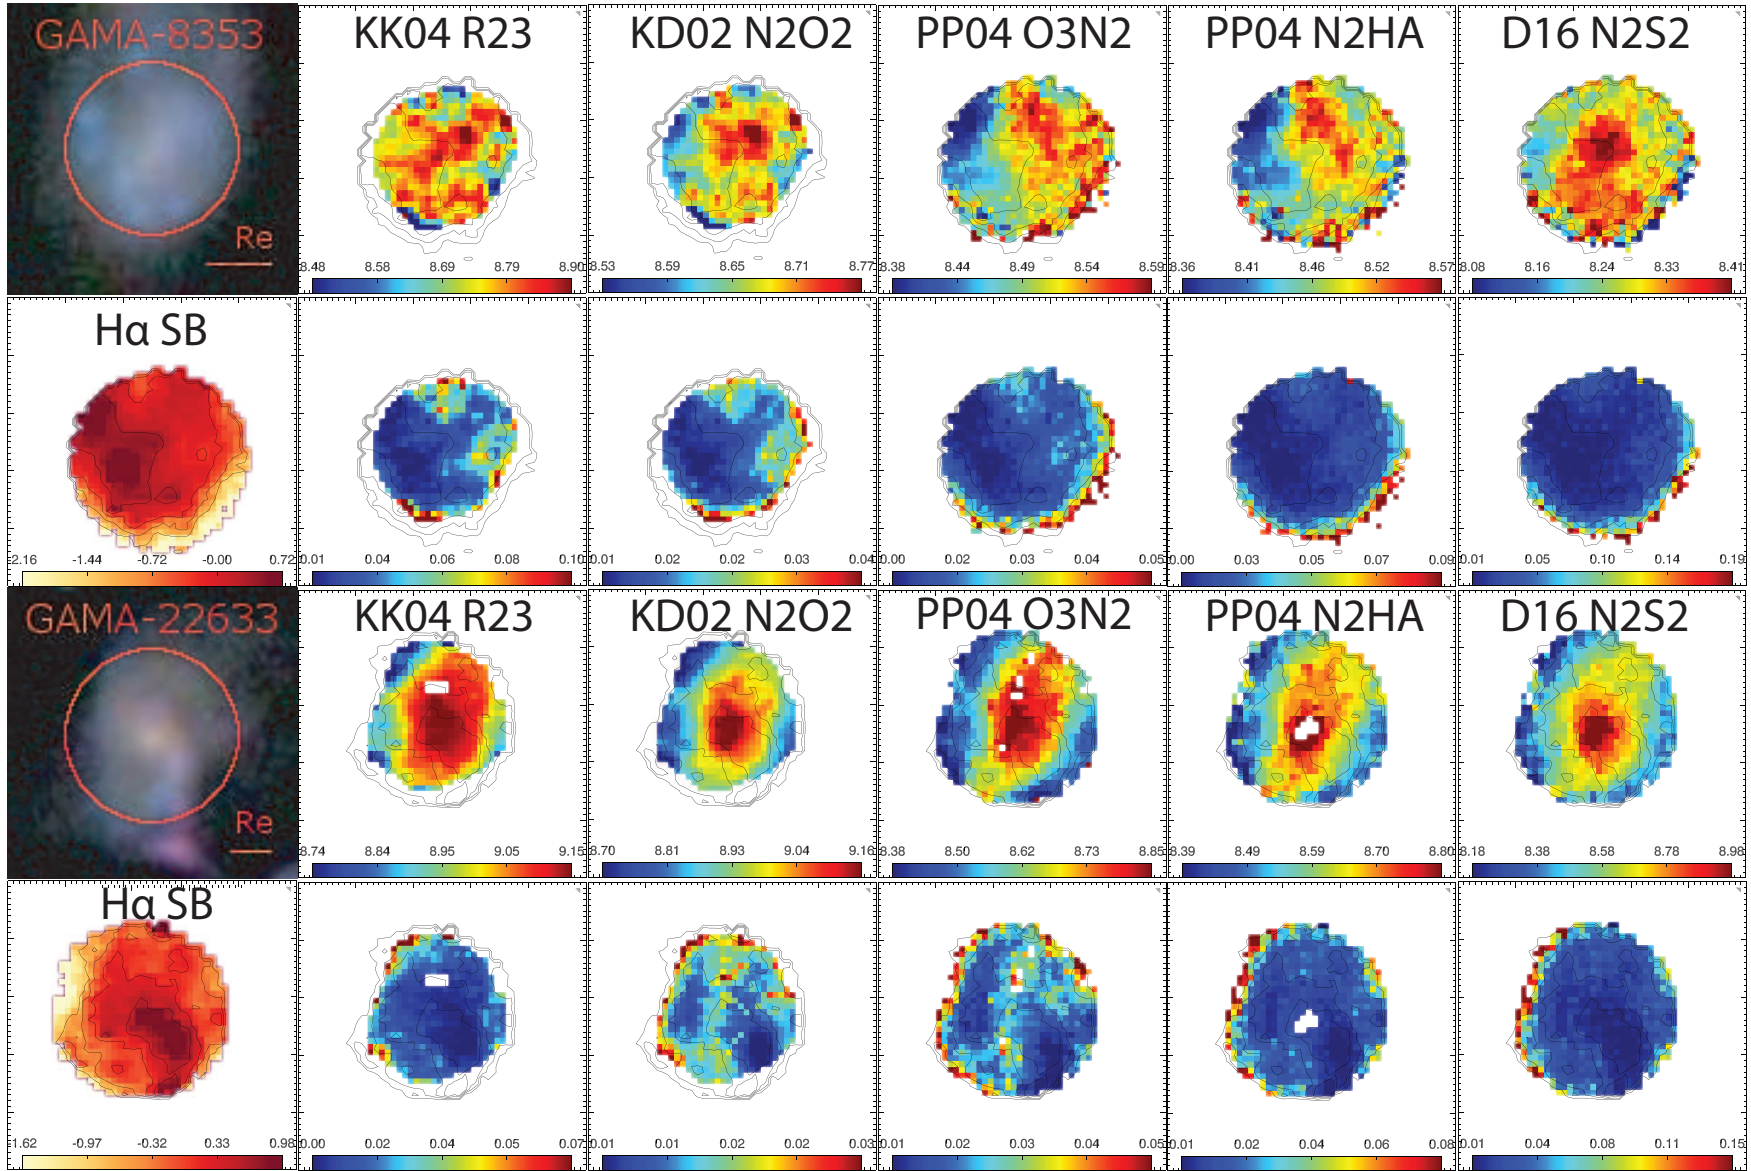 GAMA-8353 KK04 R23 KD02 N2O2 PP04 O3N2 PP04 N2HA D16 N2S2
Re
8.48 8.58 8.69 8.79 8.90 8.53 8.59 8.65 8.71 8.77 8.38 8.44 8.49 8.54 8.59 8.36 8.41 8.46 8.52 8.57 8.08 8.16 8.24 8.33 8.41
Hα SB
2.16 -1.44 -0.72 -0.00 0.72 0.01 0.04 0.06 0.08 0.10 0.01 0.02 0.02 0.03 0.04 0.00 0.02 0.03 0.04 0.05 0.00 0.03 0.05 0.07 0.09 0.01 0.05 0.10 0.14 0.19
GAMA-22633 KK04 R23 KD02 N2O2 PP04 O3N2 PP04 N2HA D16 N2S2
Re
8.74 8.84 8.95 9.05 9.15 8.70 8.81 8.93 9.04 9.16 8.38 8.50 8.62 8.73 8.85 8.39 8.49 8.59 8.70 8.80 8.18 8.38 8.58 8.78 8.98
Hα SB
1.62 -0.97 -0.32 0.33 0.98 0.00 0.02 0.04 0.05 0.07 0.01 0.01 0.02 0.02 0.03 0.01 0.02 0.03 0.04 0.05 0.01 0.02 0.04 0.06 0.08 0.01 0.04 0.08 0.11 0.15